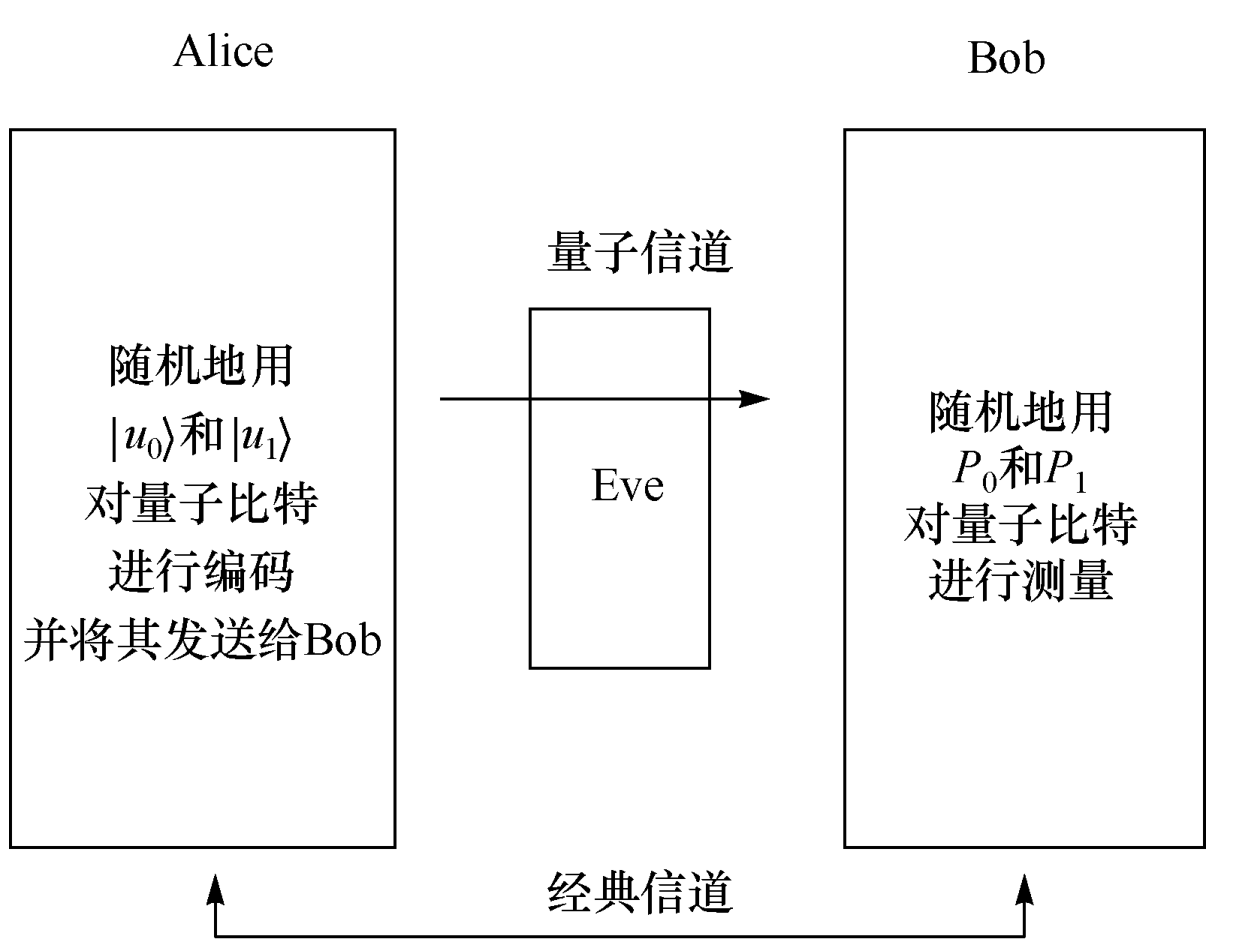 Alice
Bob
量子信道
随机地用
|u₀⟩和|u₁⟩
对量子比特
进行编码
并将其发送给Bob
Eve
随机地用
P₀和P₁
对量子比特
进行测量
经典信道